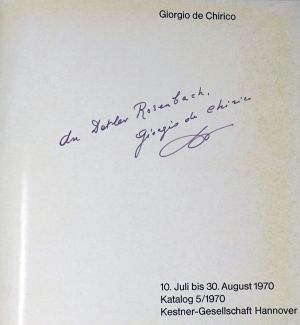 Giorgio de Chirico
An Detlev Rosenbach,
Giorgio de Chirico
10. Juli bis 30. August 1970
Katalog 5/1970
Kestner-Gesellschaft Hannover